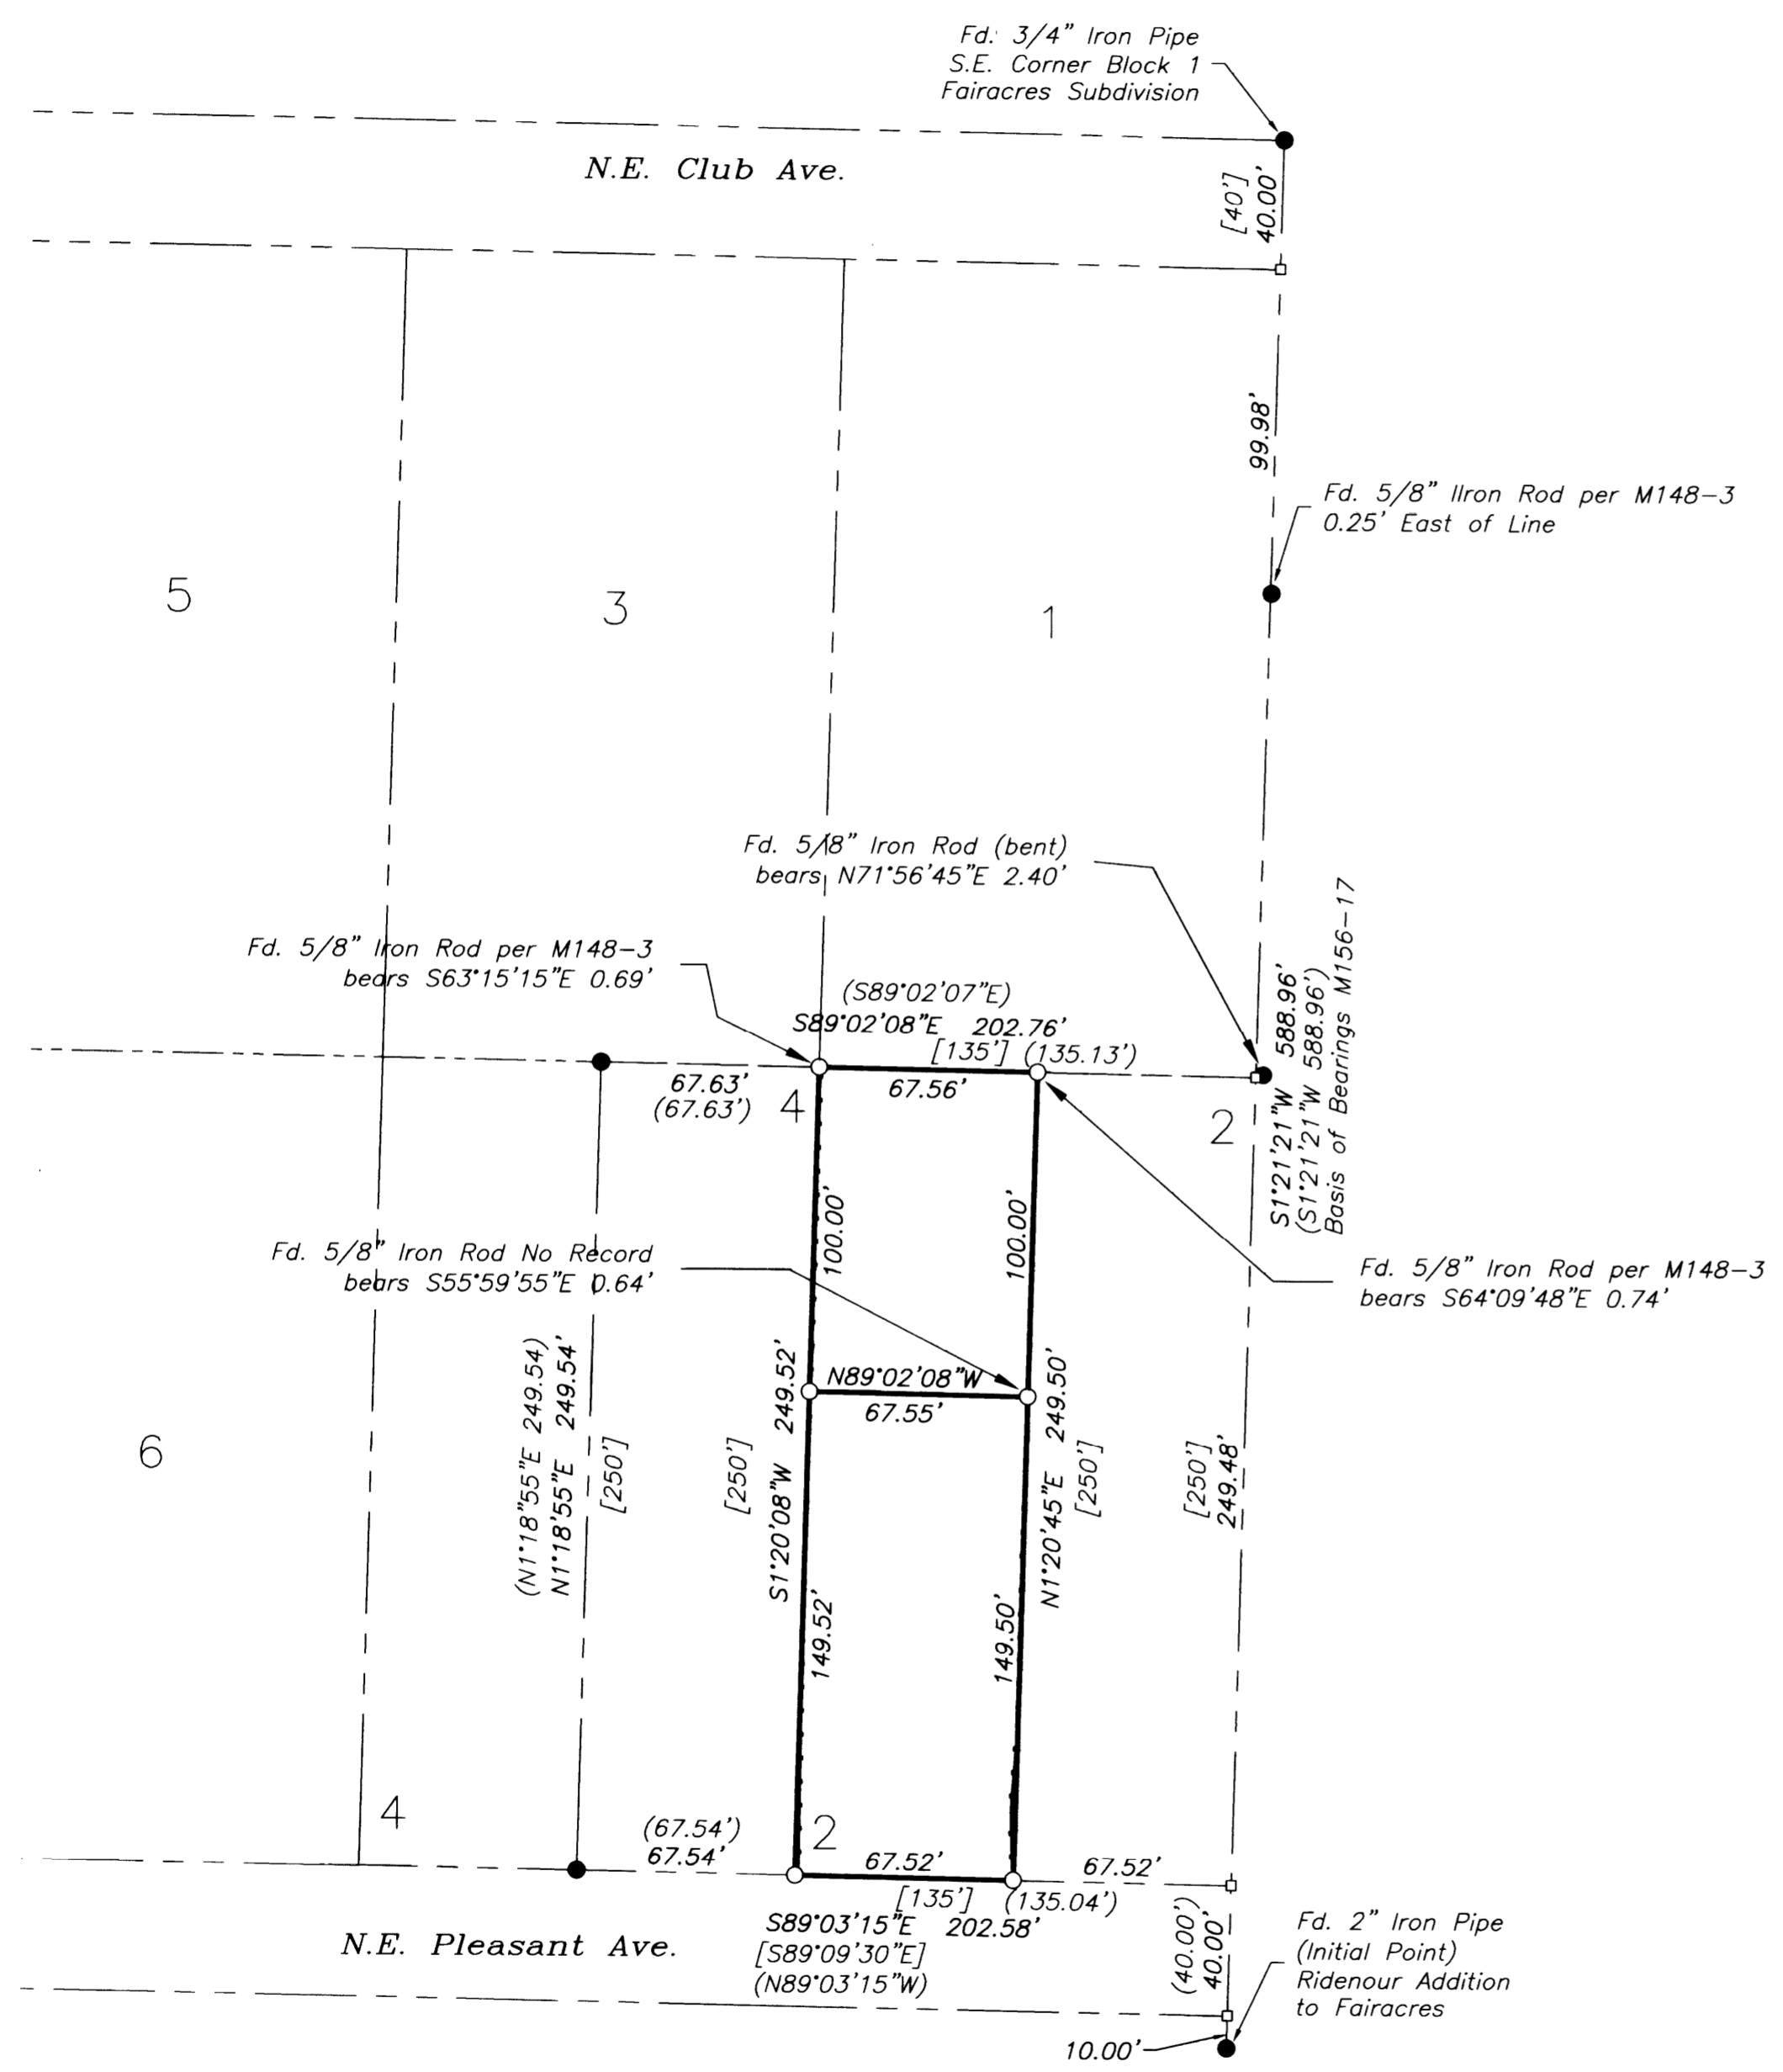 Fd. 3/4" Iron Pipe
S.E. Corner Block 1
Fairacres Subdivision
N.E. Club Ave.
[40']
40.00'
99.98'
Fd. 5/8" IIron Rod per M148-3
0.25' East of Line
5
3
1
Fd. 5/8" Iron Rod (bent)
bears N71°56'45"E 2.40'
Fd. 5/8" Iron Rod per M148-3
bears S63°15'15"E 0.69'
(S89°02'07"E)
S89°02'08"E 202.76'
[135'] (135.13')
67.63'
(67.63')
4
67.56'
2
S1°21'21"W 588.96'
(S1°21'21"W 588.96')
Basis of Bearings M156-17
100.00'
100.00'
Fd. 5/8" Iron Rod No Record
bears S55°59'55"E 0.64'
Fd. 5/8" Iron Rod per M148-3
bears S64°09'48"E 0.74'
N89°02'08"W
67.55'
6
(N1°18"55"E 249.54)
N1°18'55"E 249.54'
[250']
[250']
S1°20'08"W 249.52'
N1°20'45"E 249.50'
[250']
[250']
249.48'
149.52'
149.50'
4
(67.54')
67.54'
2
67.52'
67.52'
[135'] (135.04')
S89°03'15"E 202.58'
[S89°09'30"E]
(N89°03'15"W)
N.E. Pleasant Ave.
(40.00')
40.00'
Fd. 2" Iron Pipe
(Initial Point)
Ridenour Addition
to Fairacres
10.00'